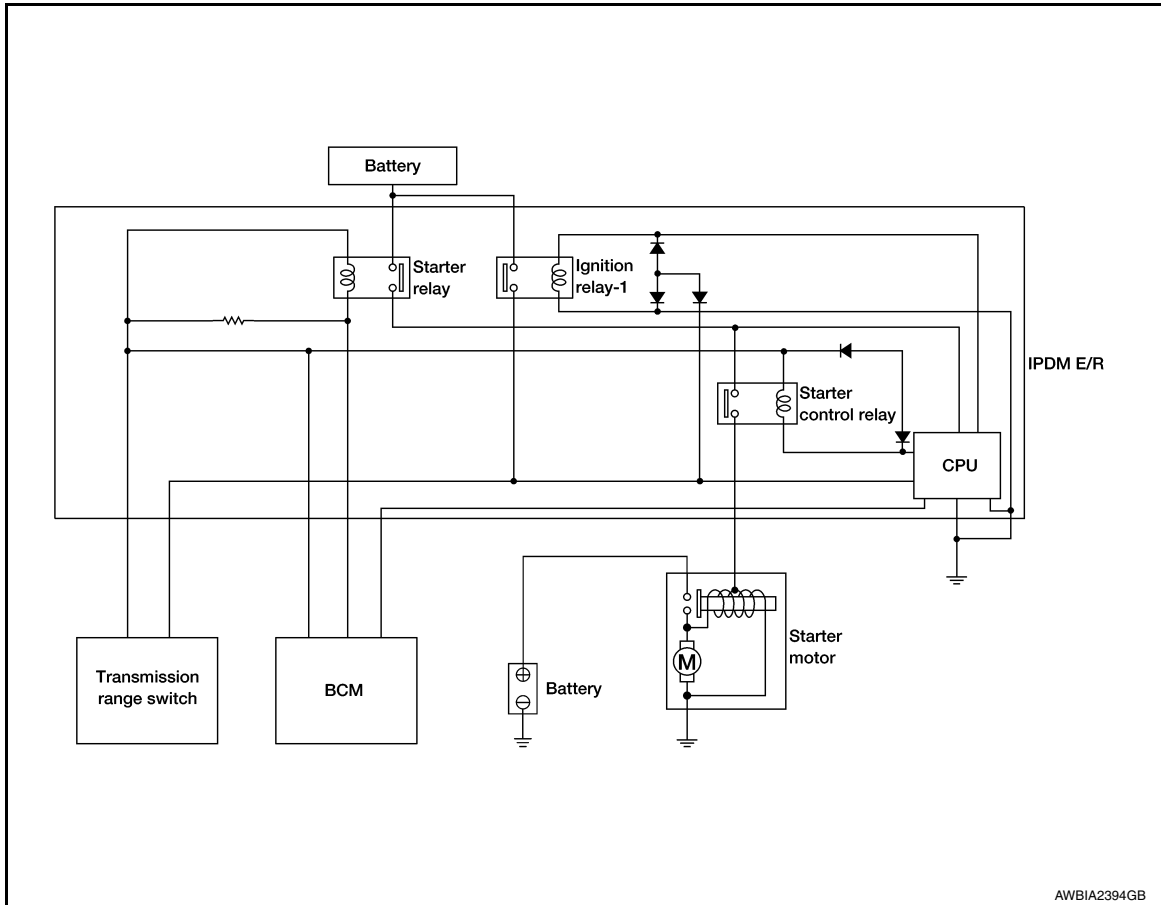 Battery
Starter
relay
Ignition
relay-1
IPDM E/R
Starter
control relay
CPU
Transmission
range switch
BCM
Battery
M
Starter
motor
AWBIA2394GB